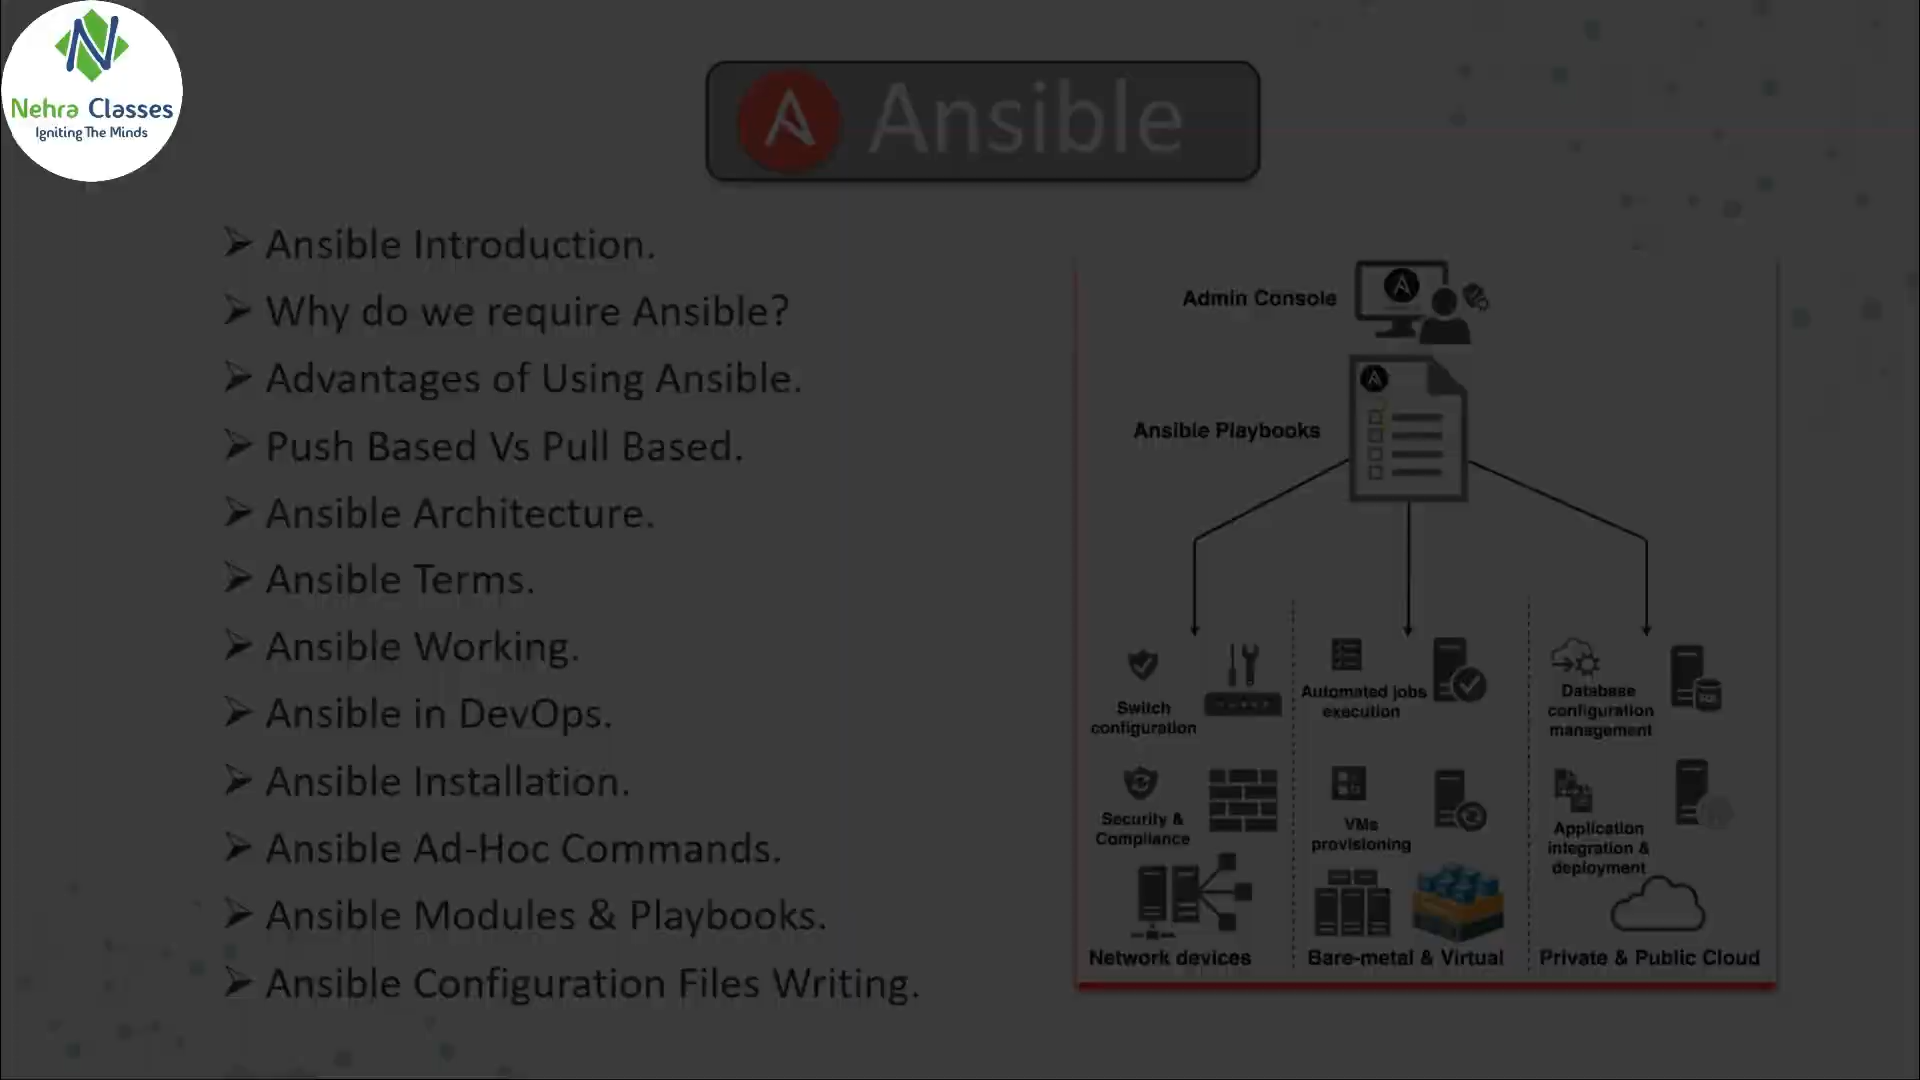 Nehra Classes
Igniting The Minds
Ansible
Ansible Introduction.
Why do we require Ansible?
Advantages of Using Ansible.
Push Based Vs Pull Based.
Ansible Architecture.
Ansible Terms.
Ansible Working.
Ansible in DevOps.
Ansible Installation.
Ansible Ad-Hoc Commands.
Ansible Modules & Playbooks.
Ansible Configuration Files Writing.
Admin Console
Ansible Playbooks
Switch
configuration
Security &
Compliance
Network devices
Automated jobs
execution
VMs
provisioning
Bare-metal & Virtual
Database
configuration
management
Application
integration &
deployment
Private & Public Cloud